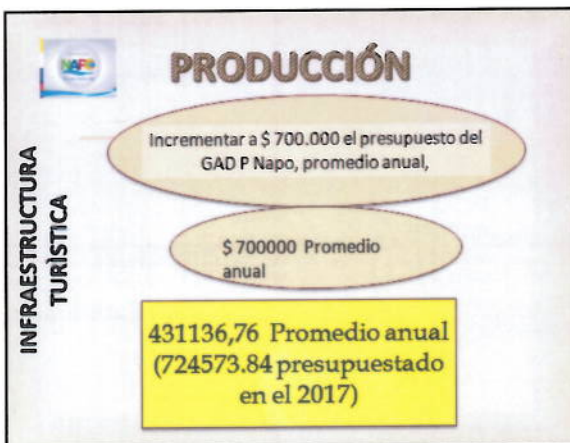 NAPO
PRODUCCIÓN
INFRAESTRUCTURA
TURÌSTICA
Incrementar a $ 700.000 el presupuesto del
GAD P Napo, promedio anual,
$ 700000 Promedio
anual
431136,76 Promedio anual
(724573.84 presupuestado
en el 2017)